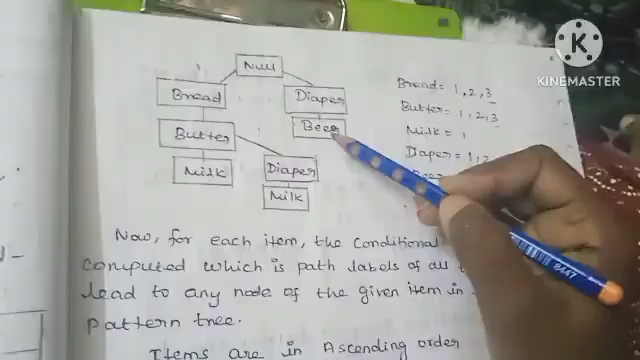 KINEMASTER
Null
Bread Diaper
Butter Beer
Milk Diaper
Milk
Bread = 1, 2, 3
Butter = 1, 2, 3
Milk = 1
Diaper = 1, 2
Now, for each item, the conditional
computed which is path labels of all
lead to any node of the given item in
pattern tree.
Items are in Ascending order
8447